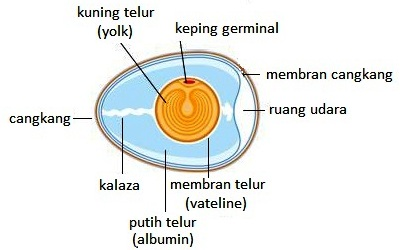 kuning telur
(yolk)
keping germinal
membran cangkang
ruang udara
cangkang
kalaza
membran telur
(vateline)
putih telur
(albumin)